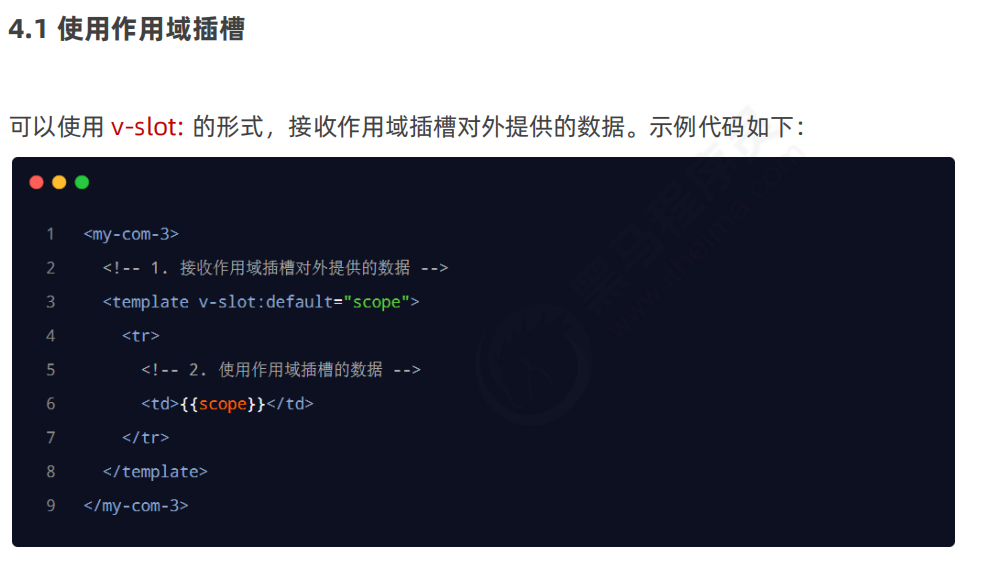 4.1 使用作用域插槽
可以使用 v-slot: 的形式，接收作用域插槽对外提供的数据。示例代码如下：
1 <my-com-3>
2 <!-- 1. 接收作用域插槽对外提供的数据 -->
3 <template v-slot:default="scope">
4 <tr>
5 <!-- 2. 使用作用域插槽的数据 -->
6 <td>{{scope}}</td>
7 </tr>
8 </template>
9 </my-com-3>